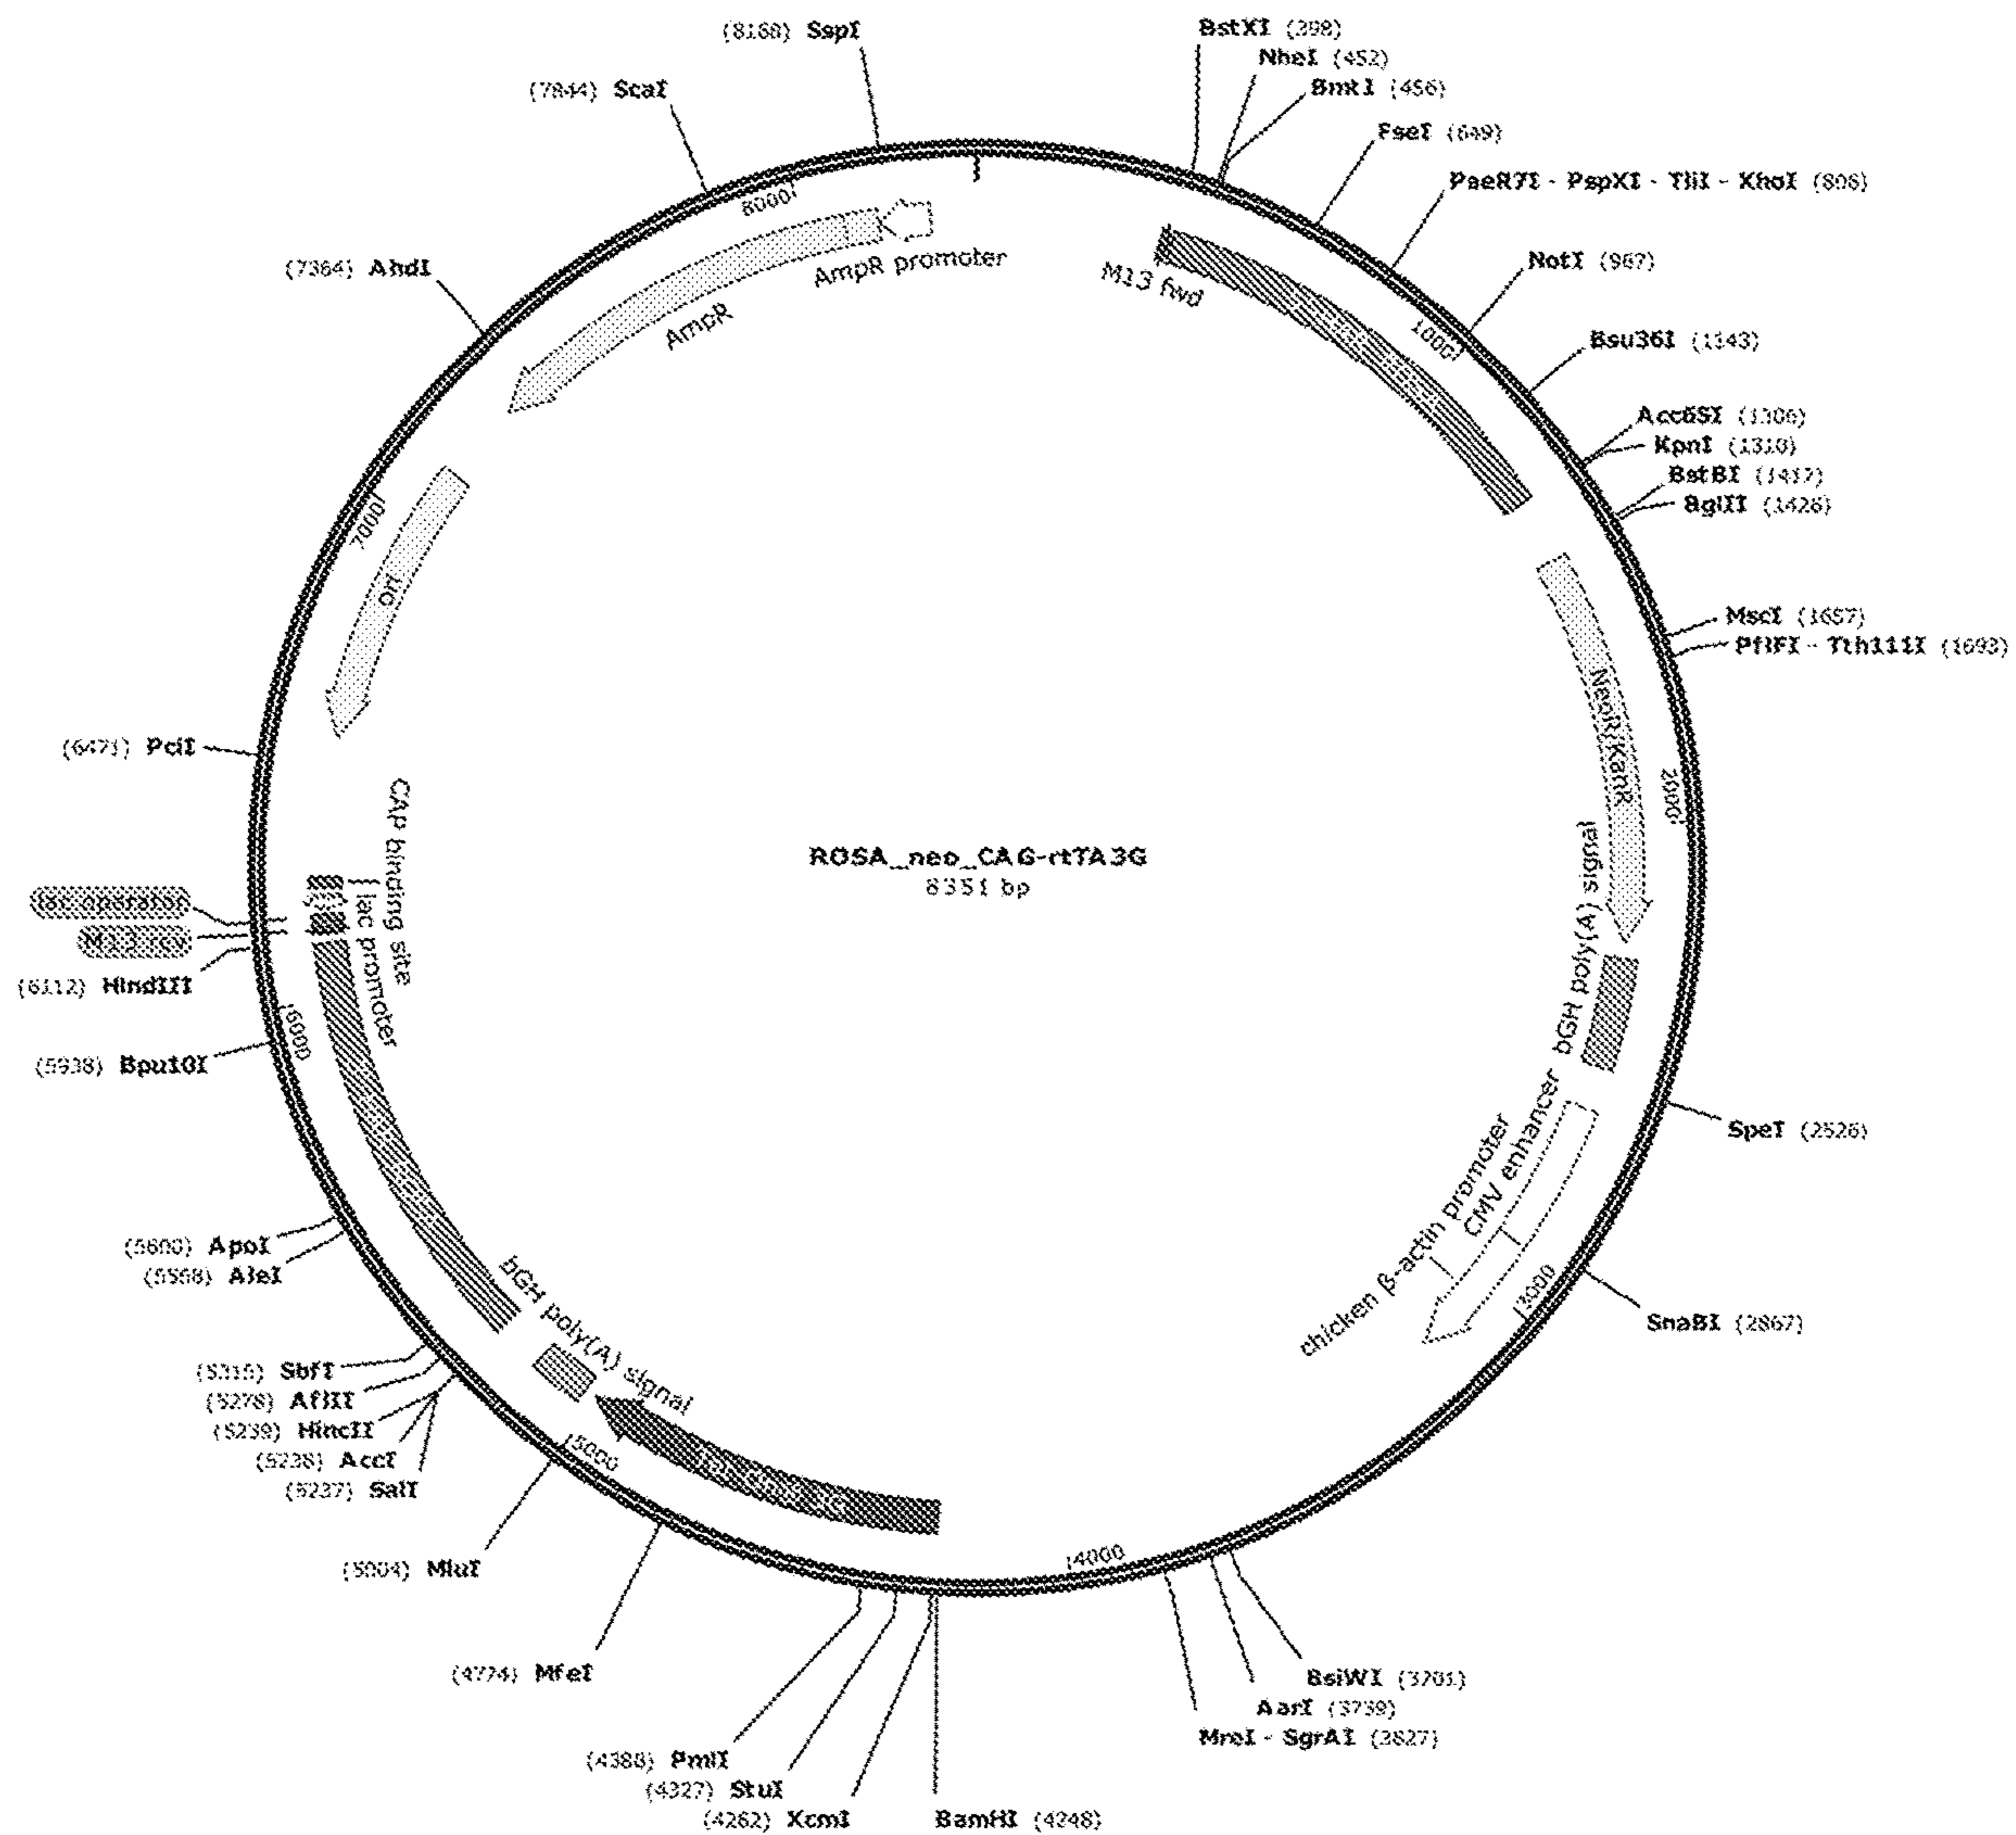 (8168) SspI
BstXI (398)
NheI (452)
BmtI (456)
(7844) ScaI
FseI (649)
PaeR7I - PspXI - TliI - XhoI (808)
8000
AmpR promoter
AmpR
M13 fwd
(7364) AhdI
NotI (967)
1000
Bsu36I (1143)
Acc65I (1306)
KpnI (1310)
BstBI (1417)
BglII (1426)
7000
ori
MscI (1657)
PflFI - Tth111I (1693)
NeoR/KanR
(6471) PciI
2000
CAP binding site
ROSA_neo_CAG-rtTA3G
8351 bp
bGH poly(A) signal
lac operator
lac promoter
M13 rev
(6112) HindIII
6000
(5938) Bpu10I
SpeI (2526)
CMV enhancer
chicken β-actin promoter
(5600) ApoI
(5568) AleI
bGH poly(A) signal
3000
SnaBI (2867)
(5315) SbfI
(5278) AflII
(5239) HincII
(5238) AccI
(5237) SalI
5000
4000
(5004) MluI
(4774) MfeI
BsiWI (3701)
AarI (3739)
MreI - SgrAI (3827)
(4388) PmlI
(4327) StuI
(4262) XcmI
BamHI (4248)